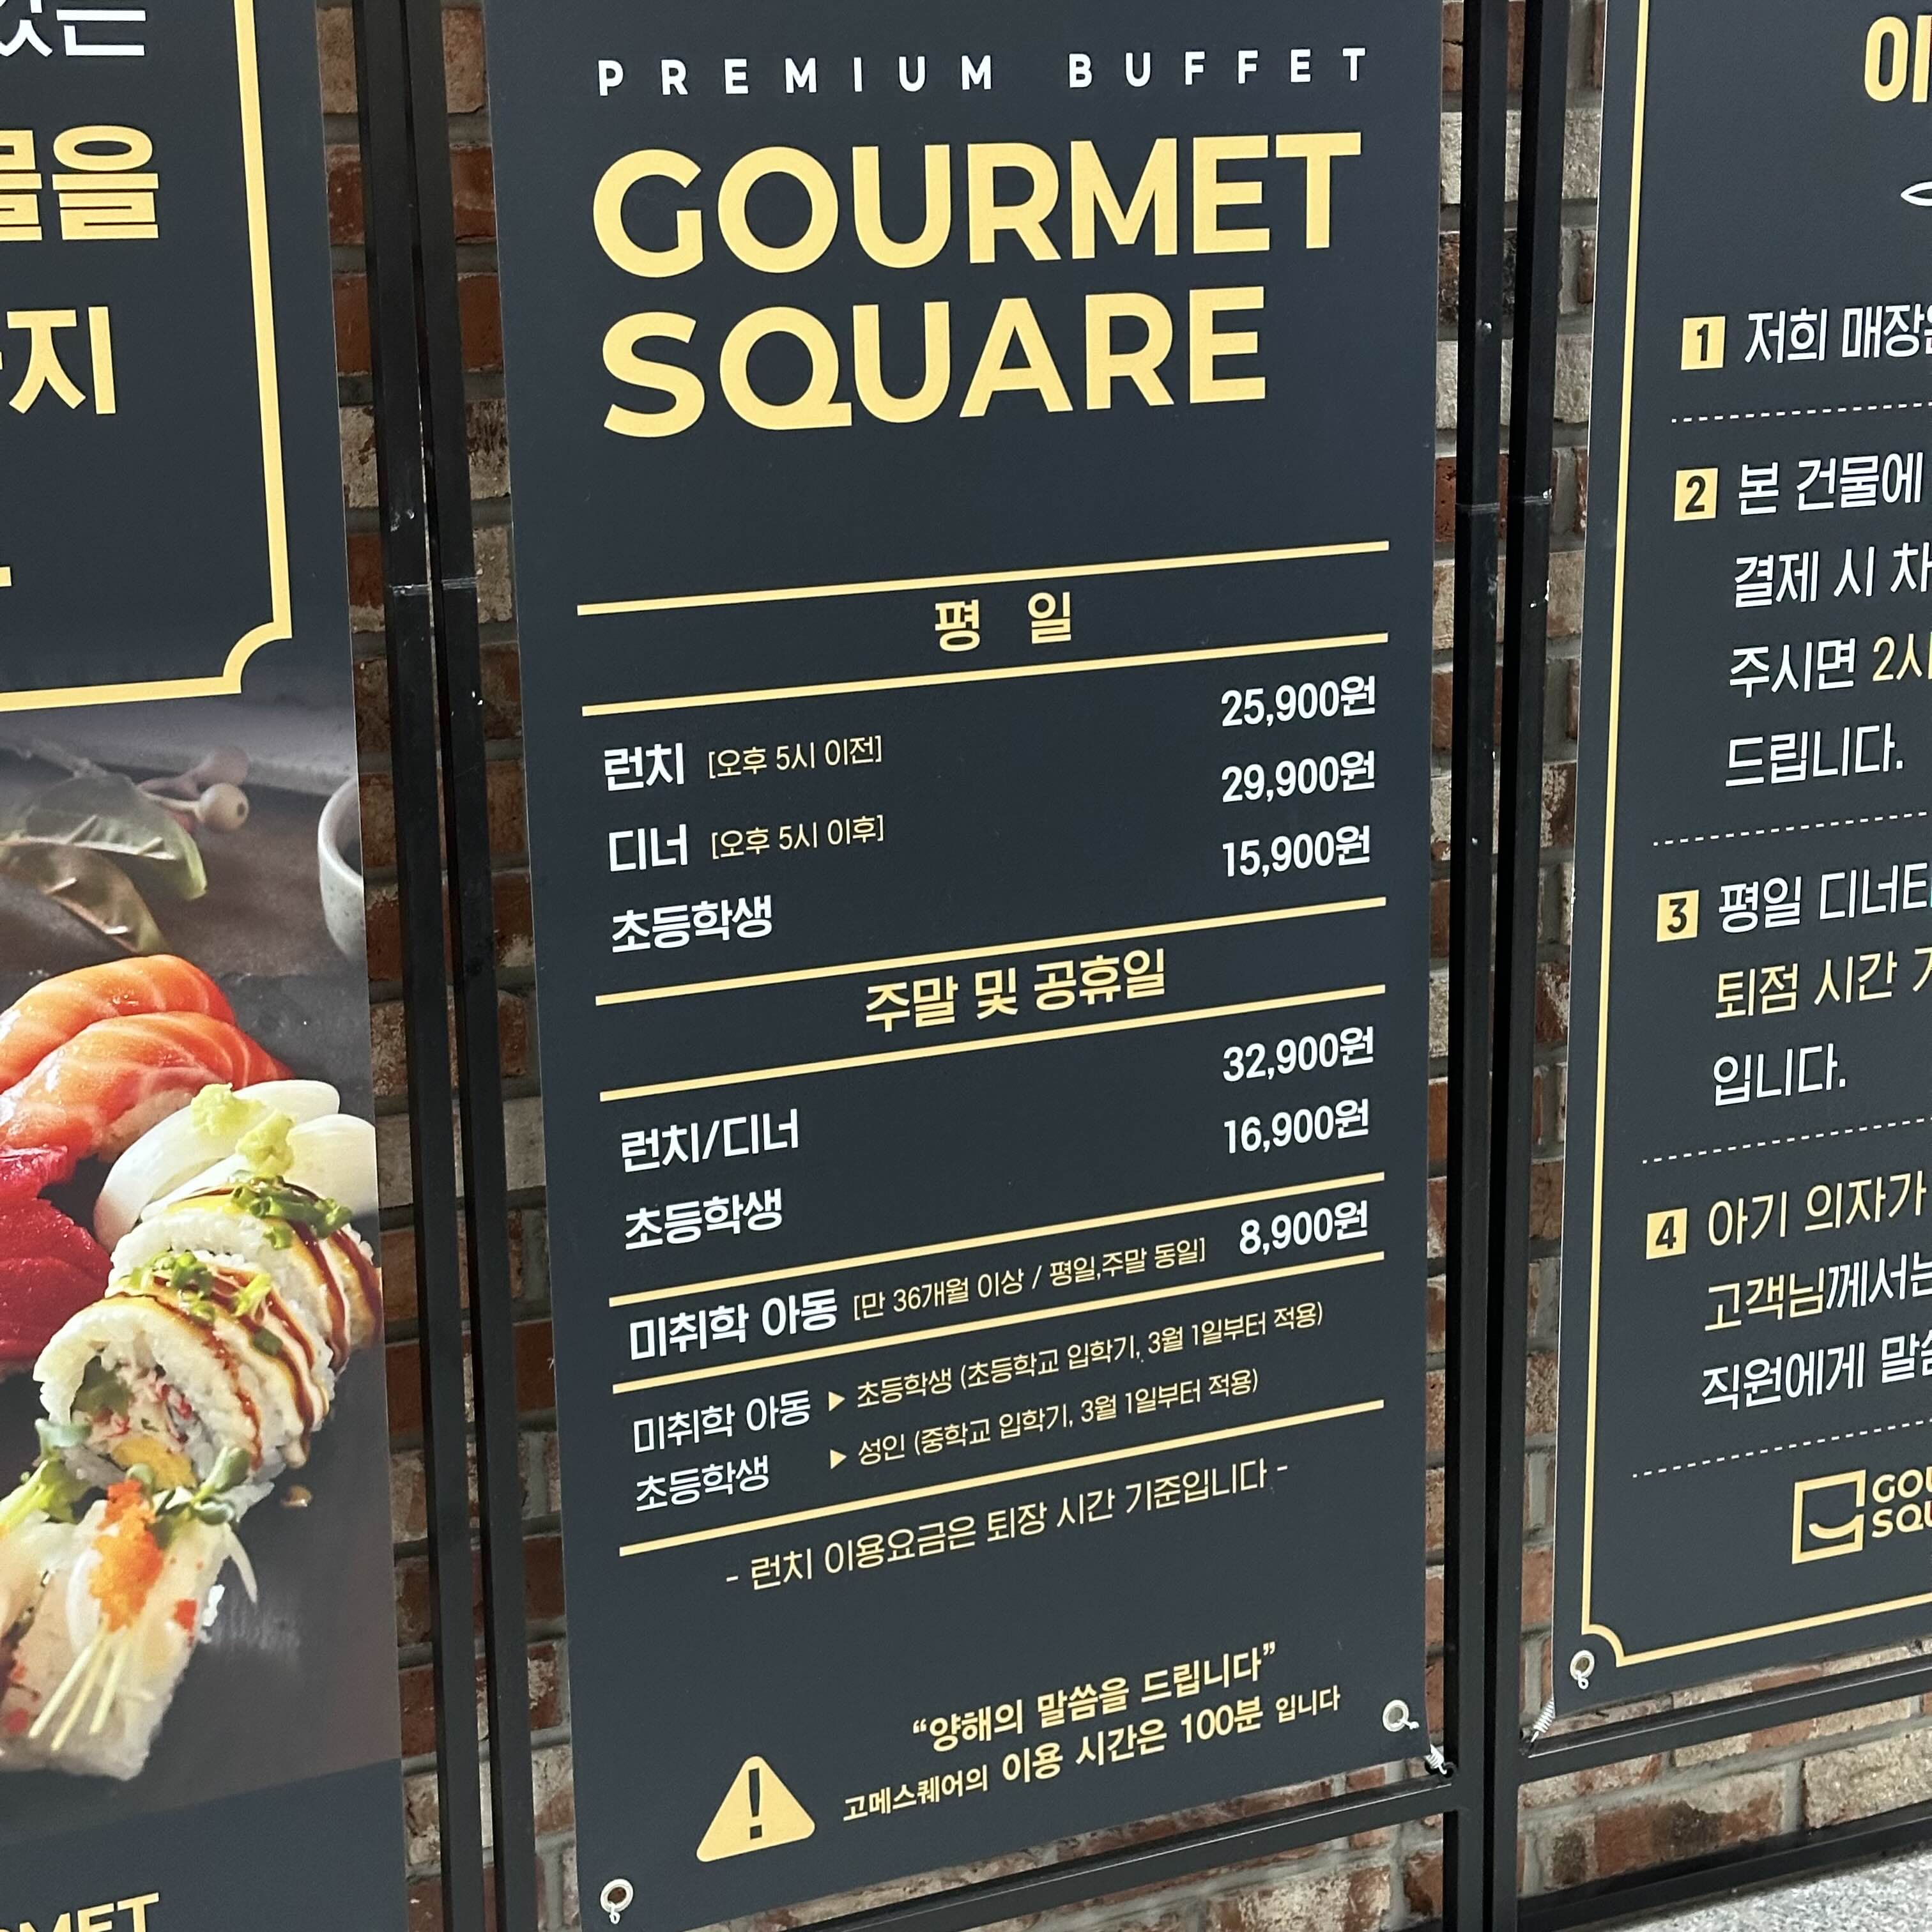 물을
지
PREMIUM BUFFET
GOURMET
SQUARE
평 일
런치 [오후 5시 이전] 25,900원
디너 [오후 5시 이후] 29,900원
초등학생 15,900원
주말 및 공휴일
런치/디너 32,900원
초등학생 16,900원
미취학 아동 [만 36개월 이상 / 평일,주말 동일] 8,900원
미취학 아동 ▶ 초등학생 (초등학교 입학기, 3월 1일부터 적용)
초등학생 ▶ 성인 (중학교 입학기, 3월 1일부터 적용)
- 런치 이용요금은 퇴장 시간 기준입니다 -
“양해의 말씀을 드립니다”
고메스퀘어의 이용 시간은 100분 입니다
이
1 저희 매장은
2 본 건물에
결제 시 차
주시면 2시
드립니다.
3 평일 디너타
퇴점 시간 기
입니다.
4 아기 의자가
고객님께서는
직원에게 말씀
GOU
SQU